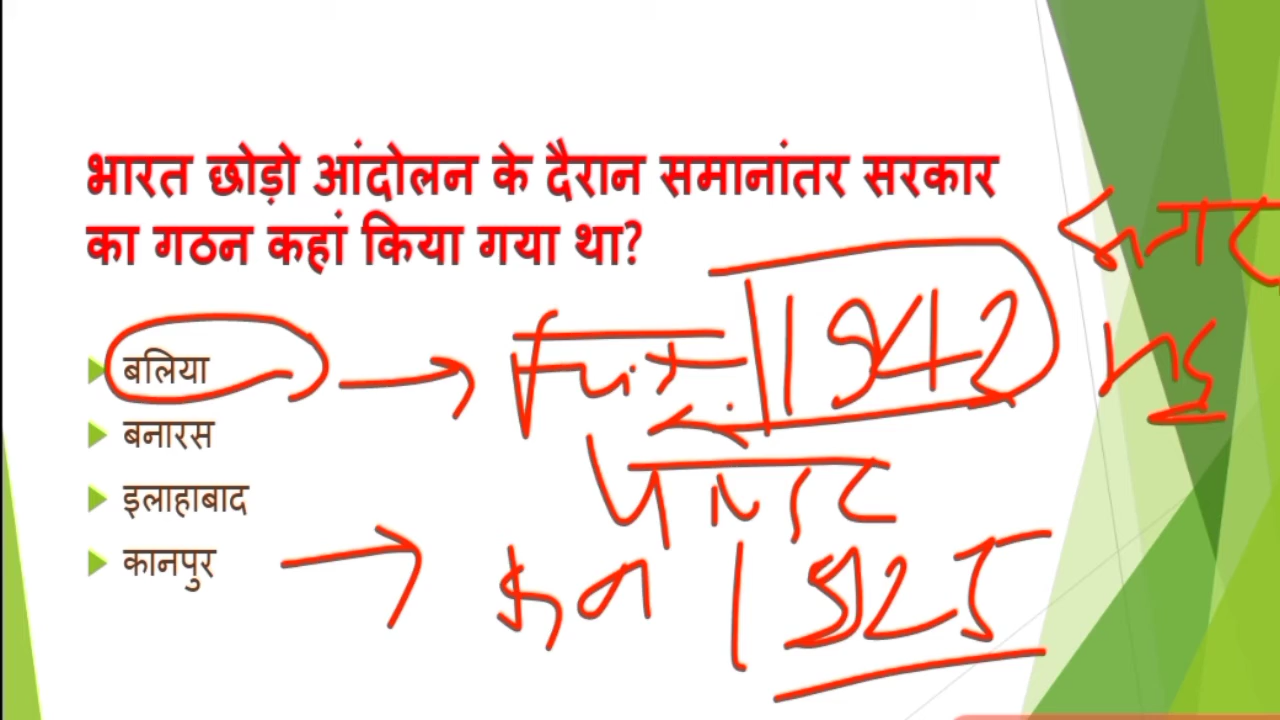 भारत छोड़ो आंदोलन के दैरान समानांतर सरकार
का गठन कहां किया गया था?
बलिया
1942
बनारस
इलाहाबाद
कानपुर
1925